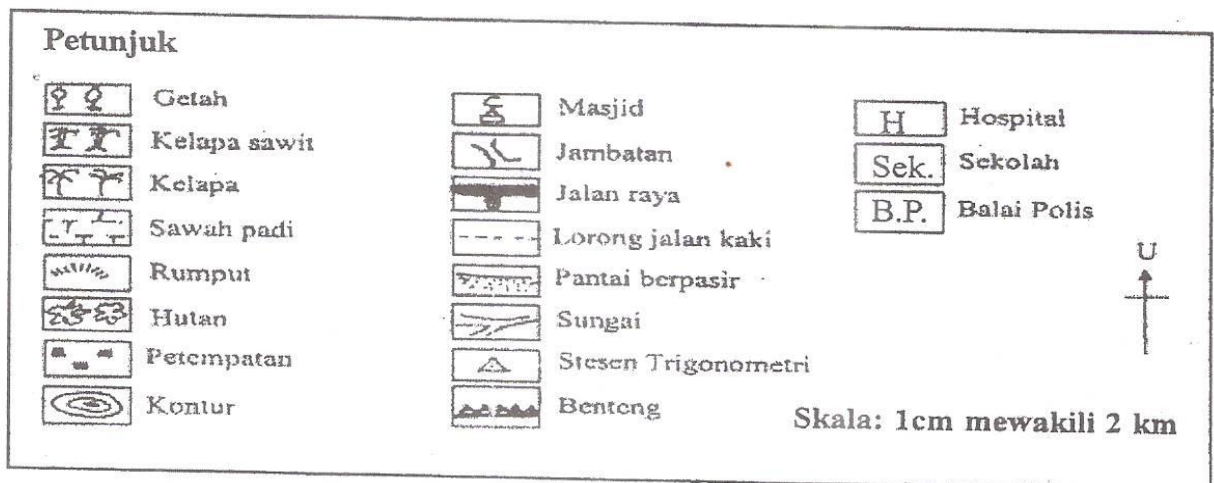 Petunjuk
Getah
Kelapa sawit
Kelapa
Sawah padi
Rumput
Hutan
Petempatan
Kontur
Masjid
Jambatan
Jalan raya
Lorong jalan kaki
Pantai berpasir
Sungai
Stesen Trigonometri
Benteng
H Hospital
Sek. Sekolah
B.P. Balai Polis
U
Skala: 1cm mewakili 2 km